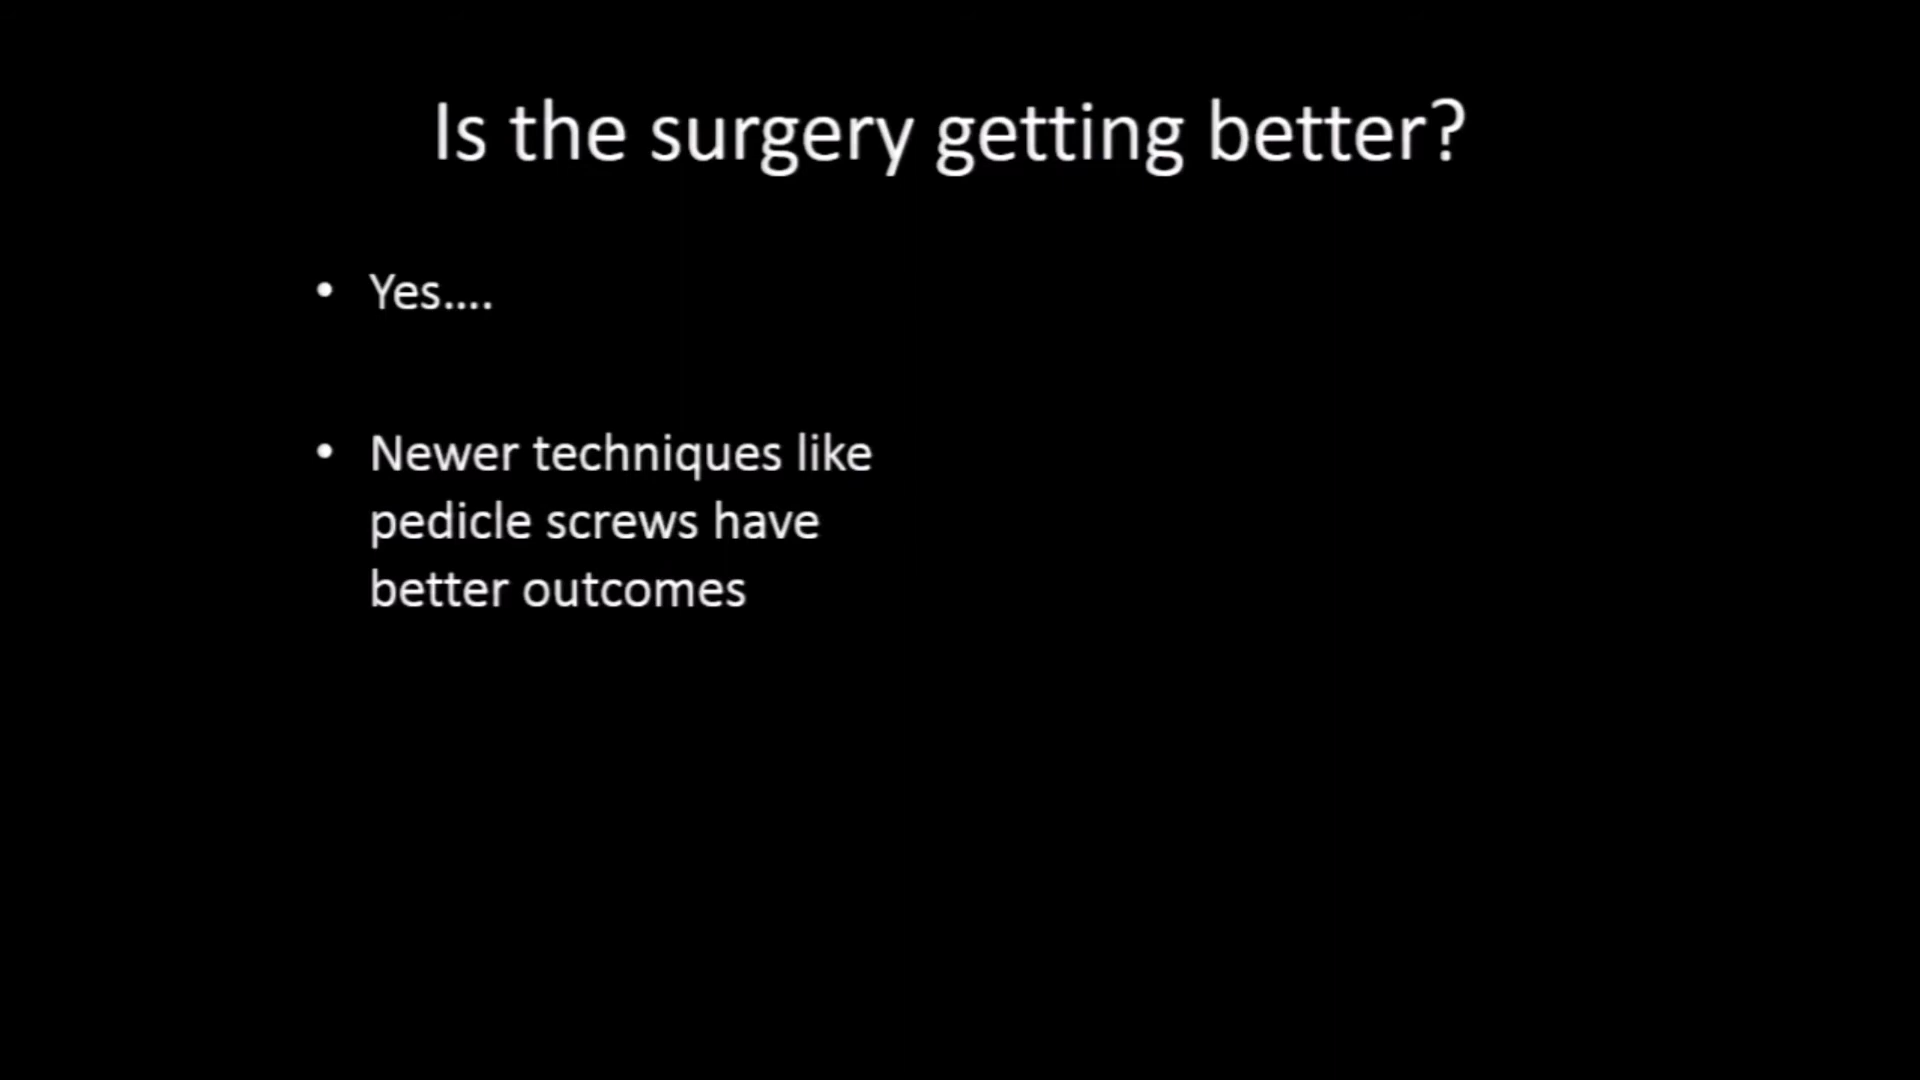 Is the surgery getting better?
• Yes....
• Newer techniques like
pedicle screws have
better outcomes